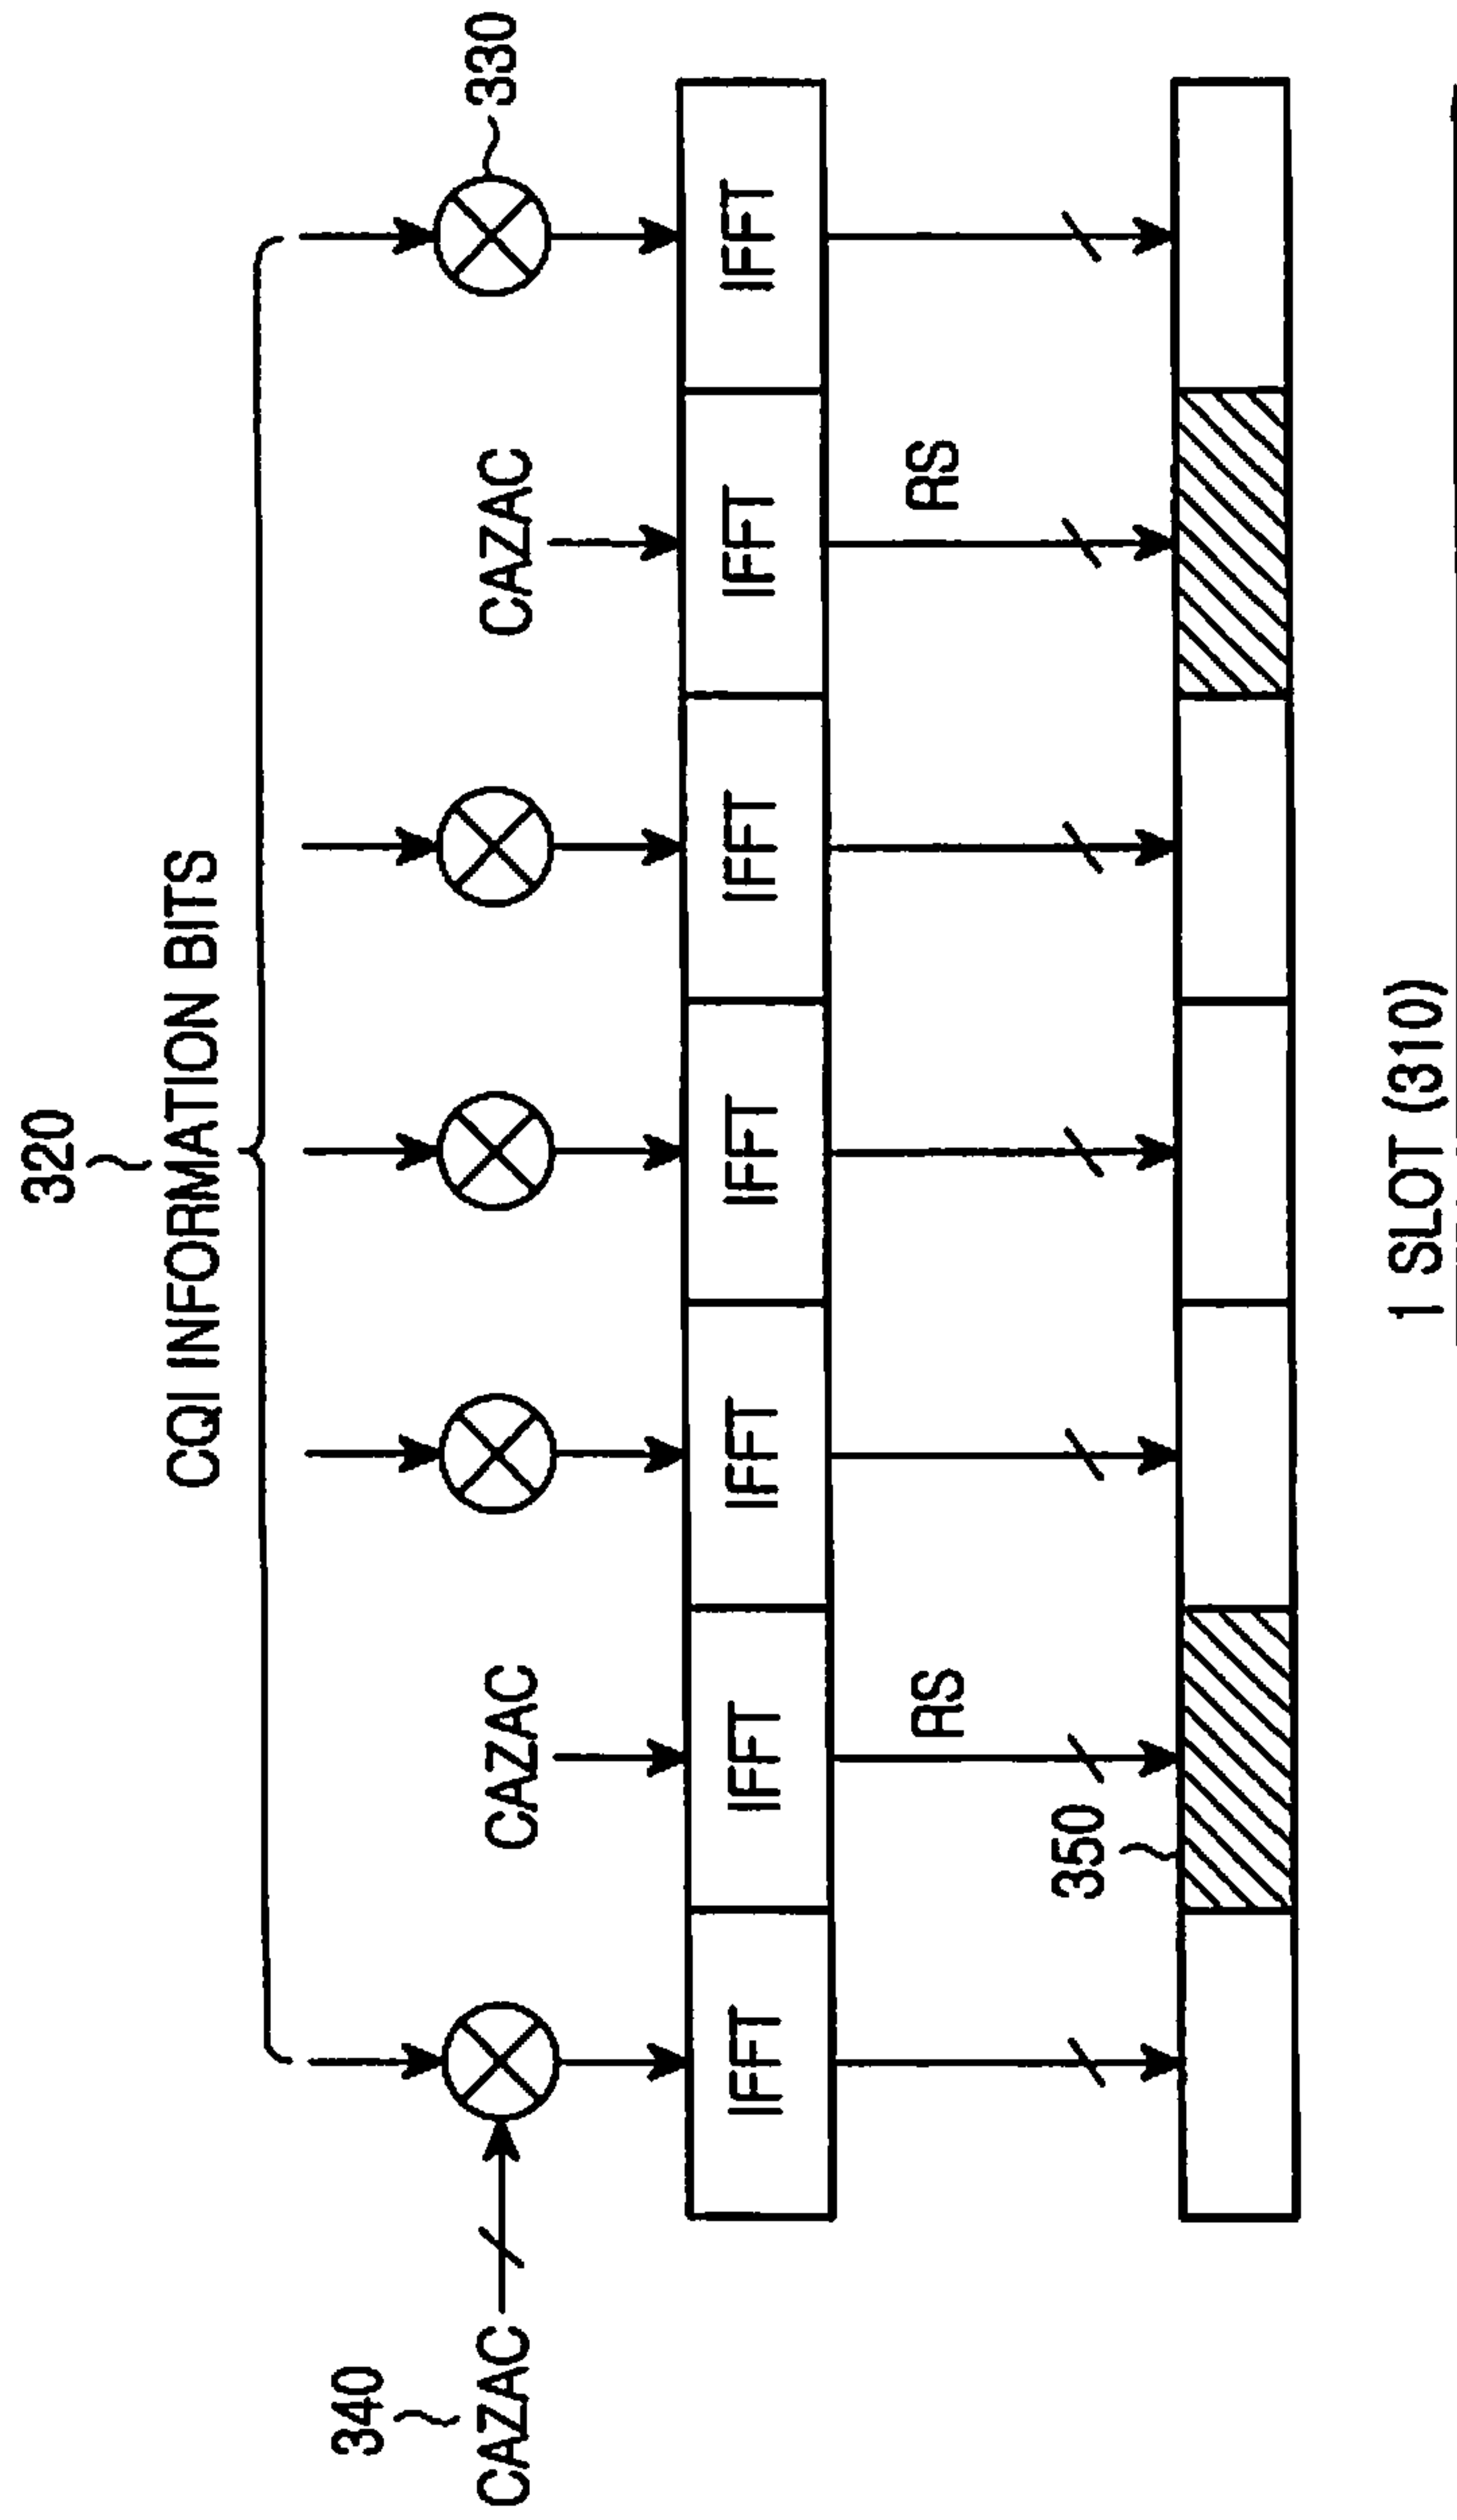 320
CQI INFORMATION BITS
340
CAZAC
CAZAC
CAZAC
330
IFFT
IFFT
IFFT
IFFT
IFFT
IFFT
IFFT
RS
RS
350
1 SLOT (310)